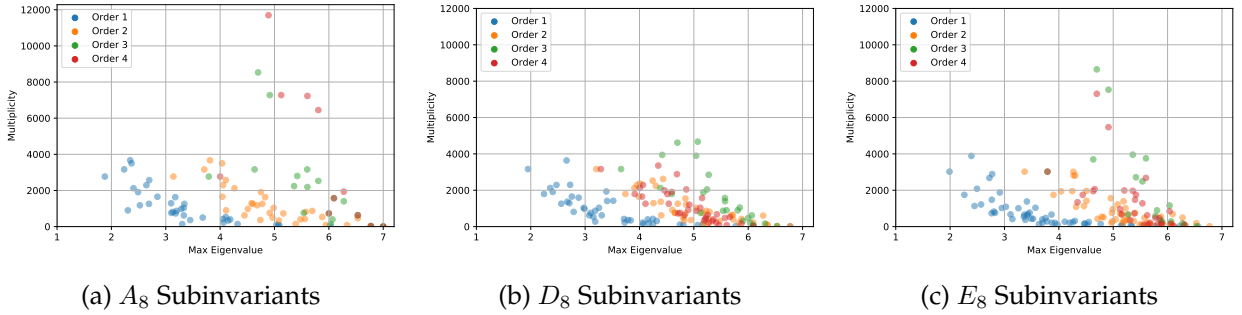 12000
10000
8000
6000
4000
2000
0
Multiplicity
Order 1
Order 2
Order 3
Order 4
1 2 3 4 5 6 7
Max Eigenvalue
(a) A₈ Subinvariants
12000
10000
8000
6000
4000
2000
0
Multiplicity
Order 1
Order 2
Order 3
Order 4
1 2 3 4 5 6 7
Max Eigenvalue
(b) D₈ Subinvariants
12000
10000
8000
6000
4000
2000
0
Multiplicity
Order 1
Order 2
Order 3
Order 4
1 2 3 4 5 6 7
Max Eigenvalue
(c) E₈ Subinvariants